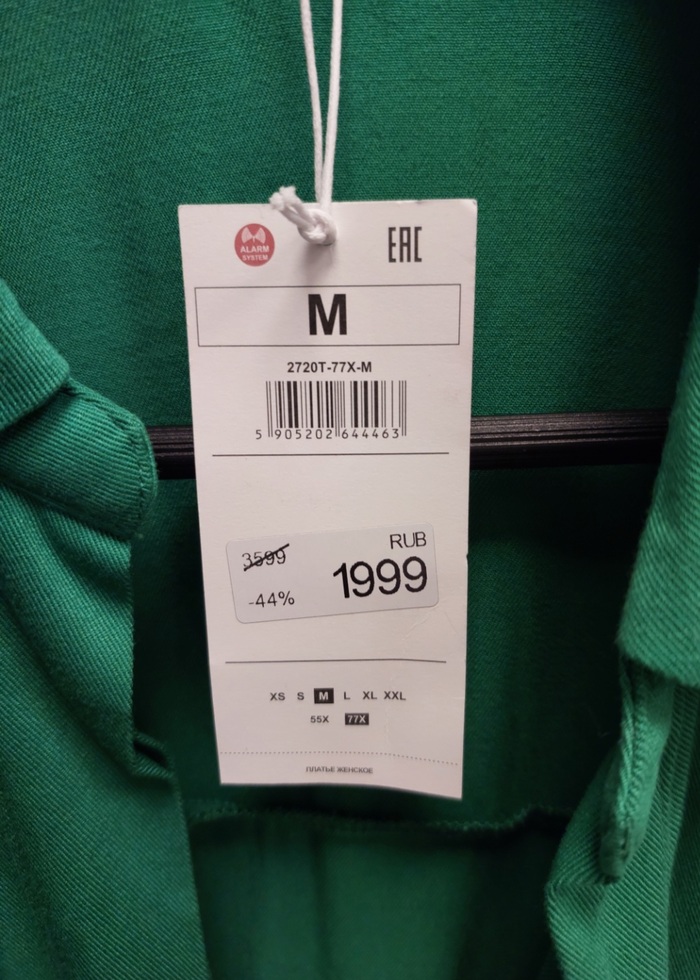 ALARM
SYSTEM
EAC
M
2720T-77X-M
5 905202 644463
3599
RUB
1999
-44%
XS S M L XL XXL
55X 77X
ПЛАТЬЕ ЖЕНСКОЕ